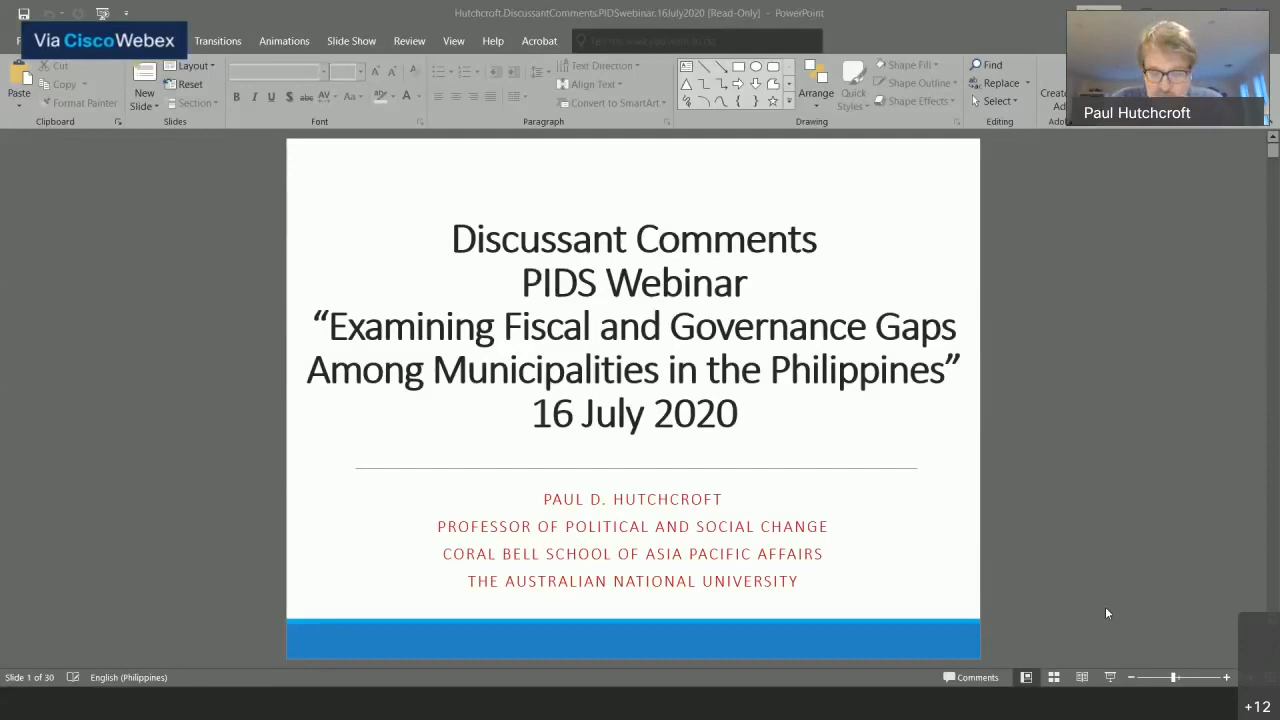 Hutchcroft.DiscussantComments.PIDSwebinar.16July2020 [Read-Only] - PowerPoint
Via CiscoWebex
Transitions Animations Slide Show Review View Help Acrobat
Paste
Cut
Copy
Format Painter
Clipboard
New
Slide
Layout
Reset
Section
Slides
B I U S abc AV Aa A
Font
Text Direction
Align Text
Convert to SmartArt
Paragraph
Arrange
Quick
Styles
Shape Fill
Shape Outline
Shape Effects
Drawing
Find
Replace
Select
Editing
Paul Hutchcroft
Discussant Comments
PIDS Webinar
“Examining Fiscal and Governance Gaps
Among Municipalities in the Philippines”
16 July 2020
PAUL D. HUTCHCROFT
PROFESSOR OF POLITICAL AND SOCIAL CHANGE
CORAL BELL SCHOOL OF ASIA PACIFIC AFFAIRS
THE AUSTRALIAN NATIONAL UNIVERSITY
Slide 1 of 30 English (Philippines) Comments
+12